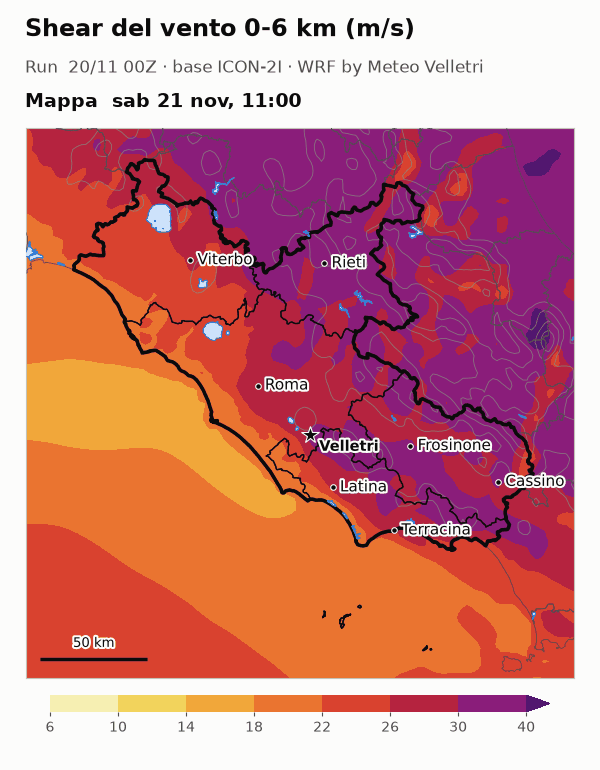 Shear del vento 0-6 km (m/s)
Run  20/11 00Z · base ICON-2I · WRF by Meteo Velletri
Mappa  sab 21 nov, 11:00
Viterbo
Rieti
Roma
Velletri
Frosinone
Cassino
Latina
Terracina
50 km
6 10 14 18 22 26 30 40